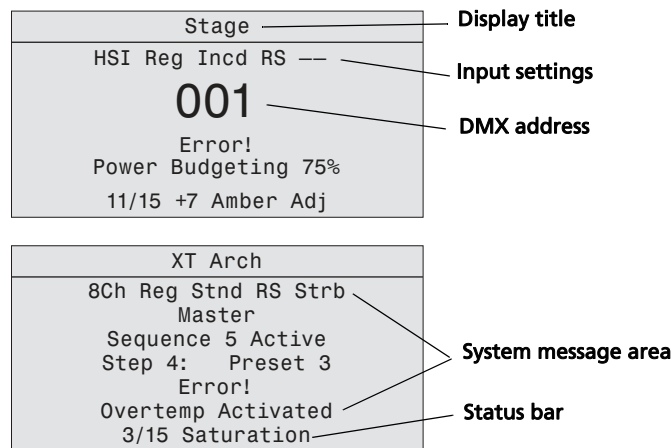 Stage
HSI Reg Incd RS ––
001
Error!
Power Budgeting 75%
11/15 +7 Amber Adj
Display title
Input settings
DMX address
XT Arch
8Ch Reg Stnd RS Strb
Master
Sequence 5 Active
Step 4: Preset 3
Error!
Overtemp Activated
3/15 Saturation
System message area
Status bar